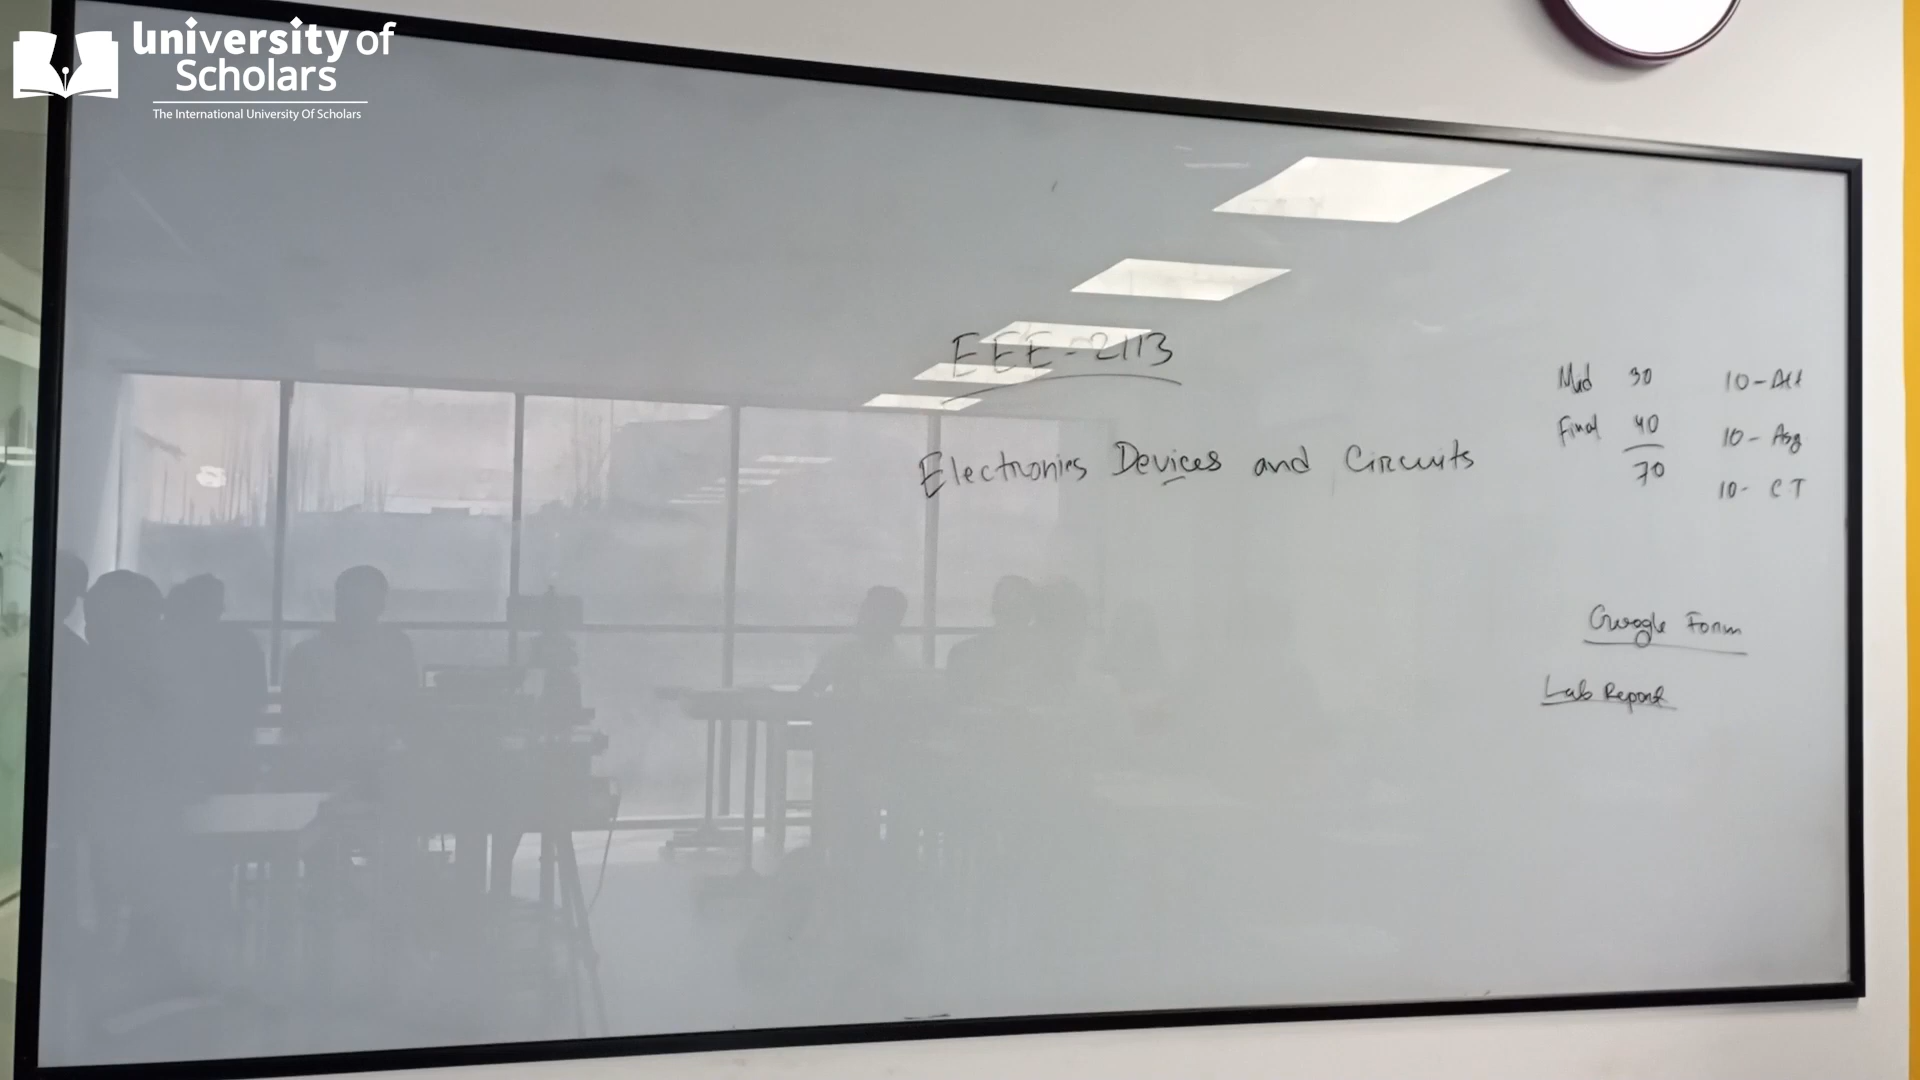 university of
Scholars
The International University Of Scholars
EEE-2113
Electronics Devices and Circuits
Mid 30
Final 40
70
10-Att
10-Asg
10-CT
Google Form
Lab Report